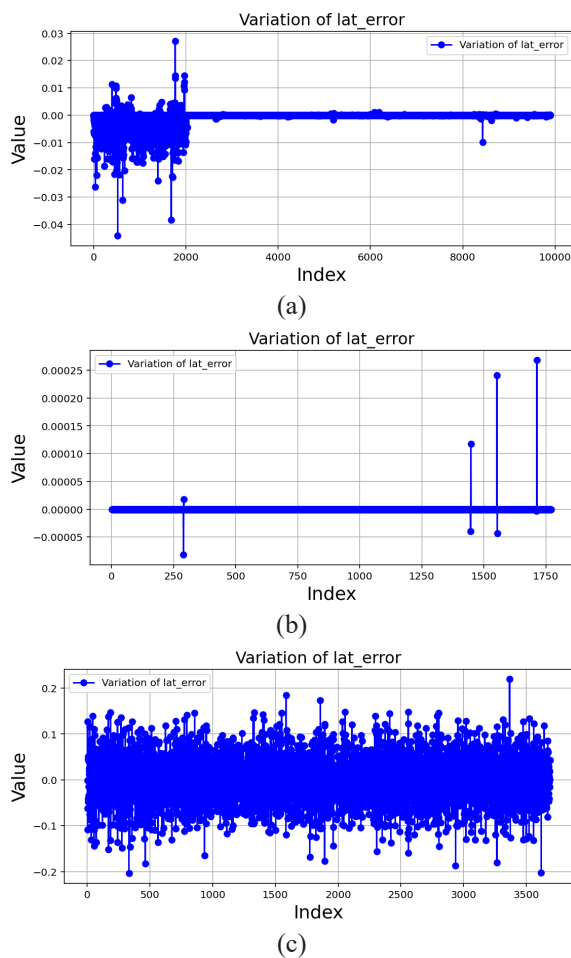 Variation of lat_error
0.03
Variation of lat_error
0.02
0.01
0.00
−0.01
−0.02
−0.03
−0.04
Value
0 2000 4000 6000 8000 10000
Index
(a)
Variation of lat_error
Variation of lat_error
0.00025
0.00020
0.00015
0.00010
0.00005
0.00000
−0.00005
Value
0 250 500 750 1000 1250 1500 1750
Index
(b)
Variation of lat_error
Variation of lat_error
0.2
0.1
0.0
−0.1
−0.2
Value
0 500 1000 1500 2000 2500 3000 3500
Index
(c)